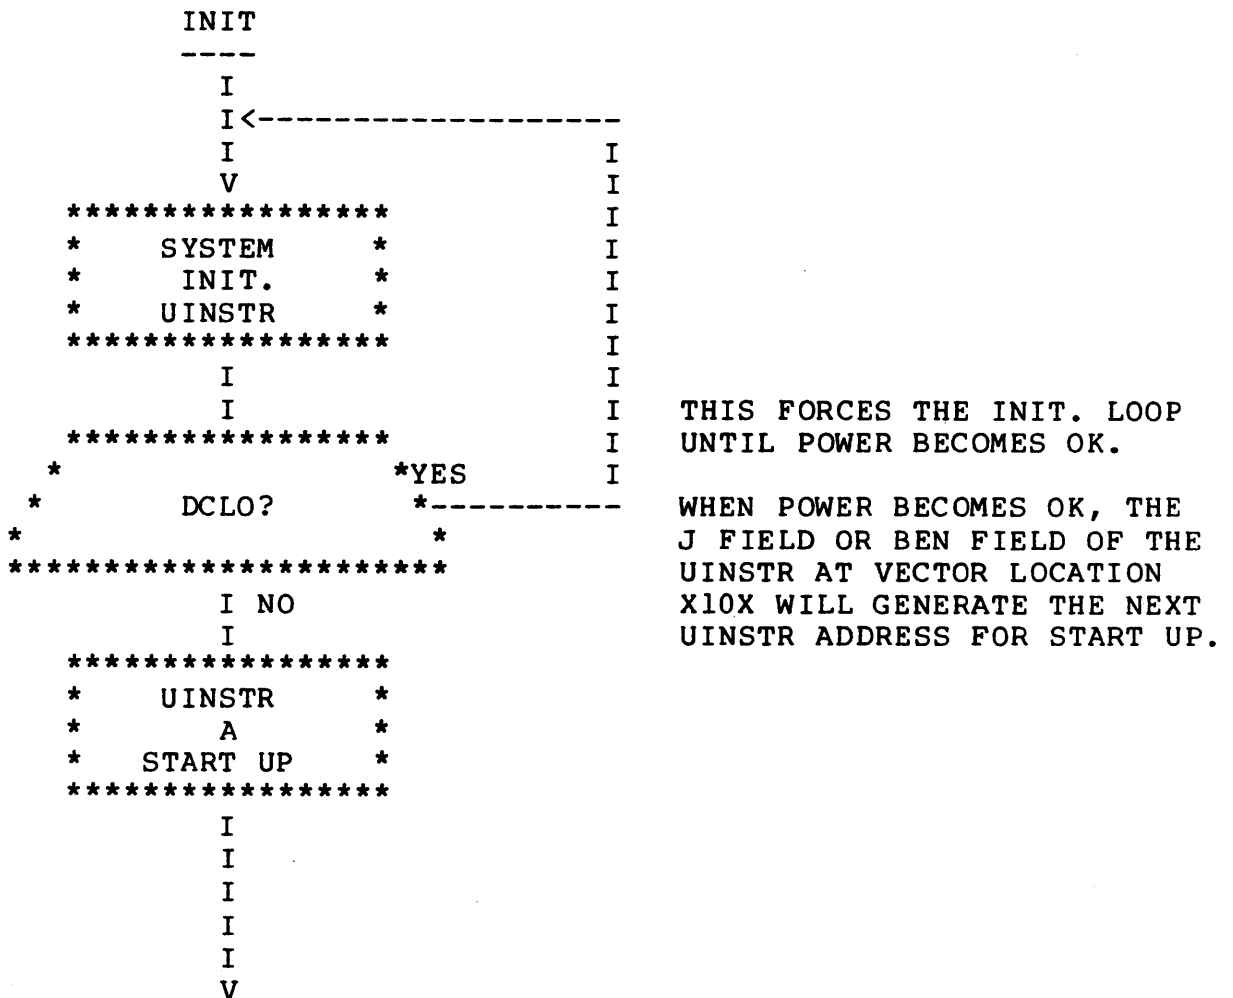 INIT
SYSTEM
INIT.
UINSTR
THIS FORCES THE INIT. LOOP
UNTIL POWER BECOMES OK.
YES
DCLO?
WHEN POWER BECOMES OK, THE
J FIELD OR BEN FIELD OF THE
UINSTR AT VECTOR LOCATION
X10X WILL GENERATE THE NEXT
UINSTR ADDRESS FOR START UP.
NO
UINSTR
A
START UP